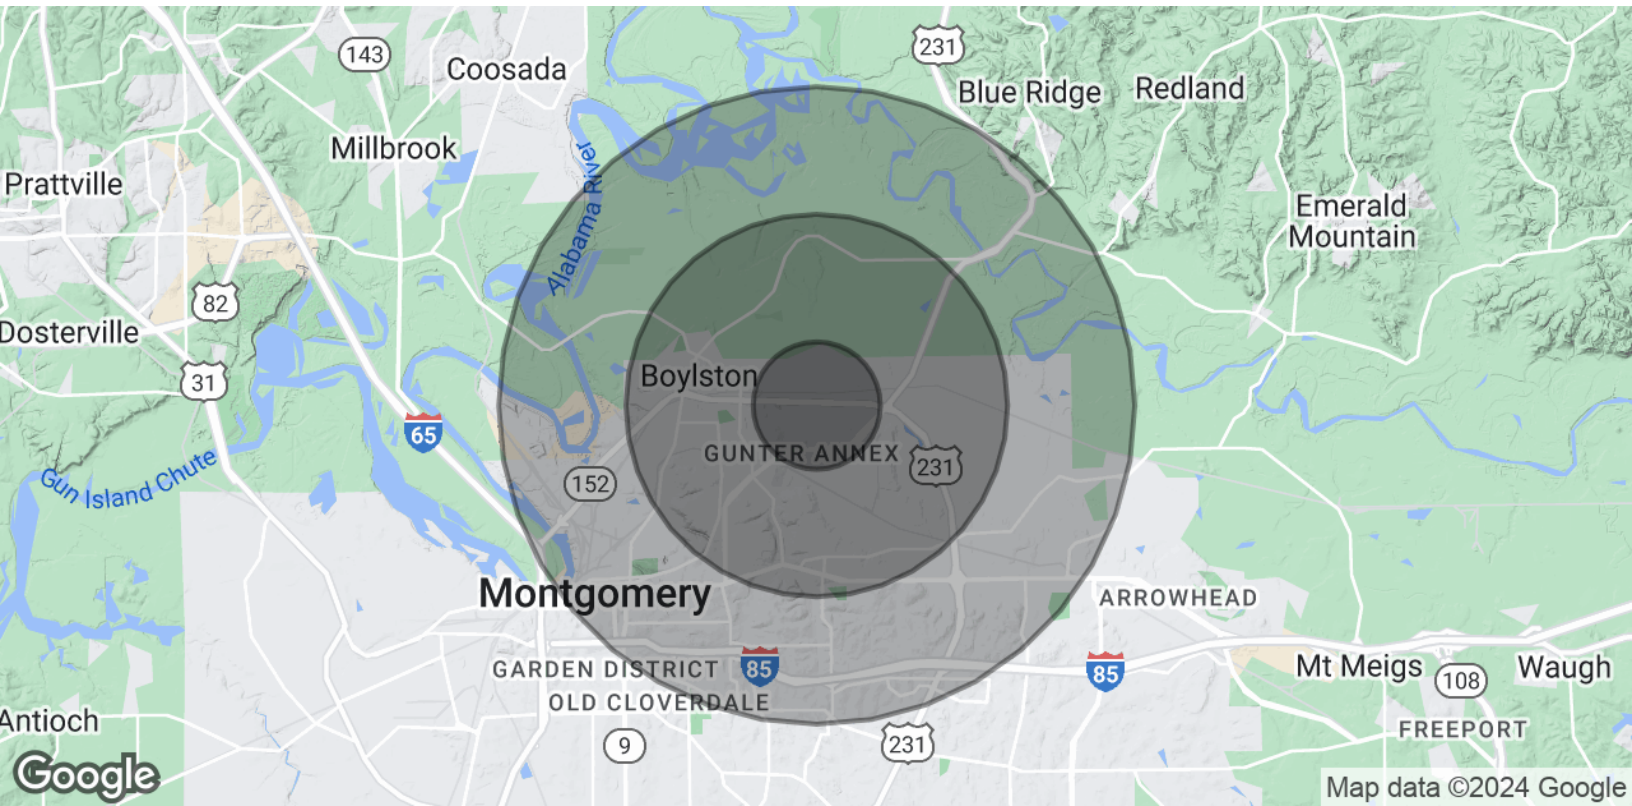 231
143
Coosada
Blue Ridge
Redland
Millbrook
Prattville
Alabama River
Emerald
Mountain
82
Dosterville
31
Boylston
65
GUNTER ANNEX
231
Gun Island Chute
152
Montgomery
ARROWHEAD
GARDEN DISTRICT
85
85
Mt Meigs
108
Waugh
OLD CLOVERDALE
Antioch
FREEPORT
9
231
Google
Map data ©2024 Google